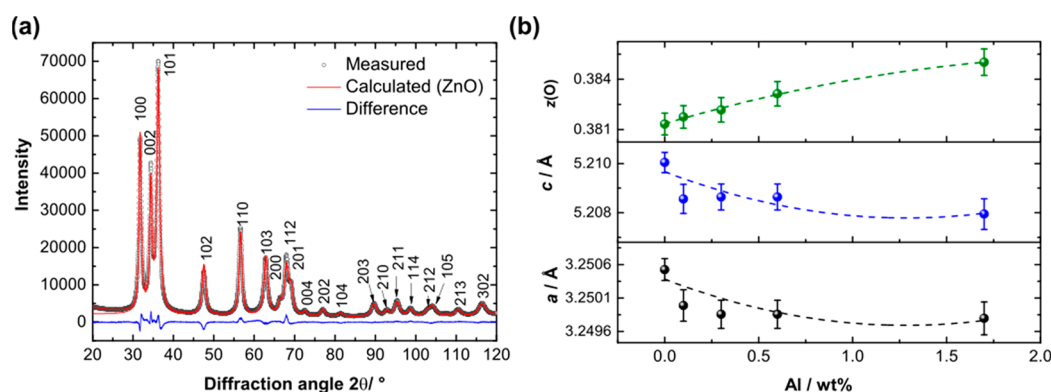 (a)
70000
60000
50000
40000
30000
20000
10000
0
Intensity
20 30 40 50 60 70 80 90 100 110 120
Diffraction angle 2θ/ °
Measured
Calculated (ZnO)
Difference
100
002
101
102
110
103
200
112
201
004
202
104
203
210
211
114
212
105
213
302
(b)
0.384
0.381
z(O)
5.210
5.208
c / Å
3.2506
3.2501
3.2496
a / Å
0.0 0.5 1.0 1.5 2.0
Al / wt%